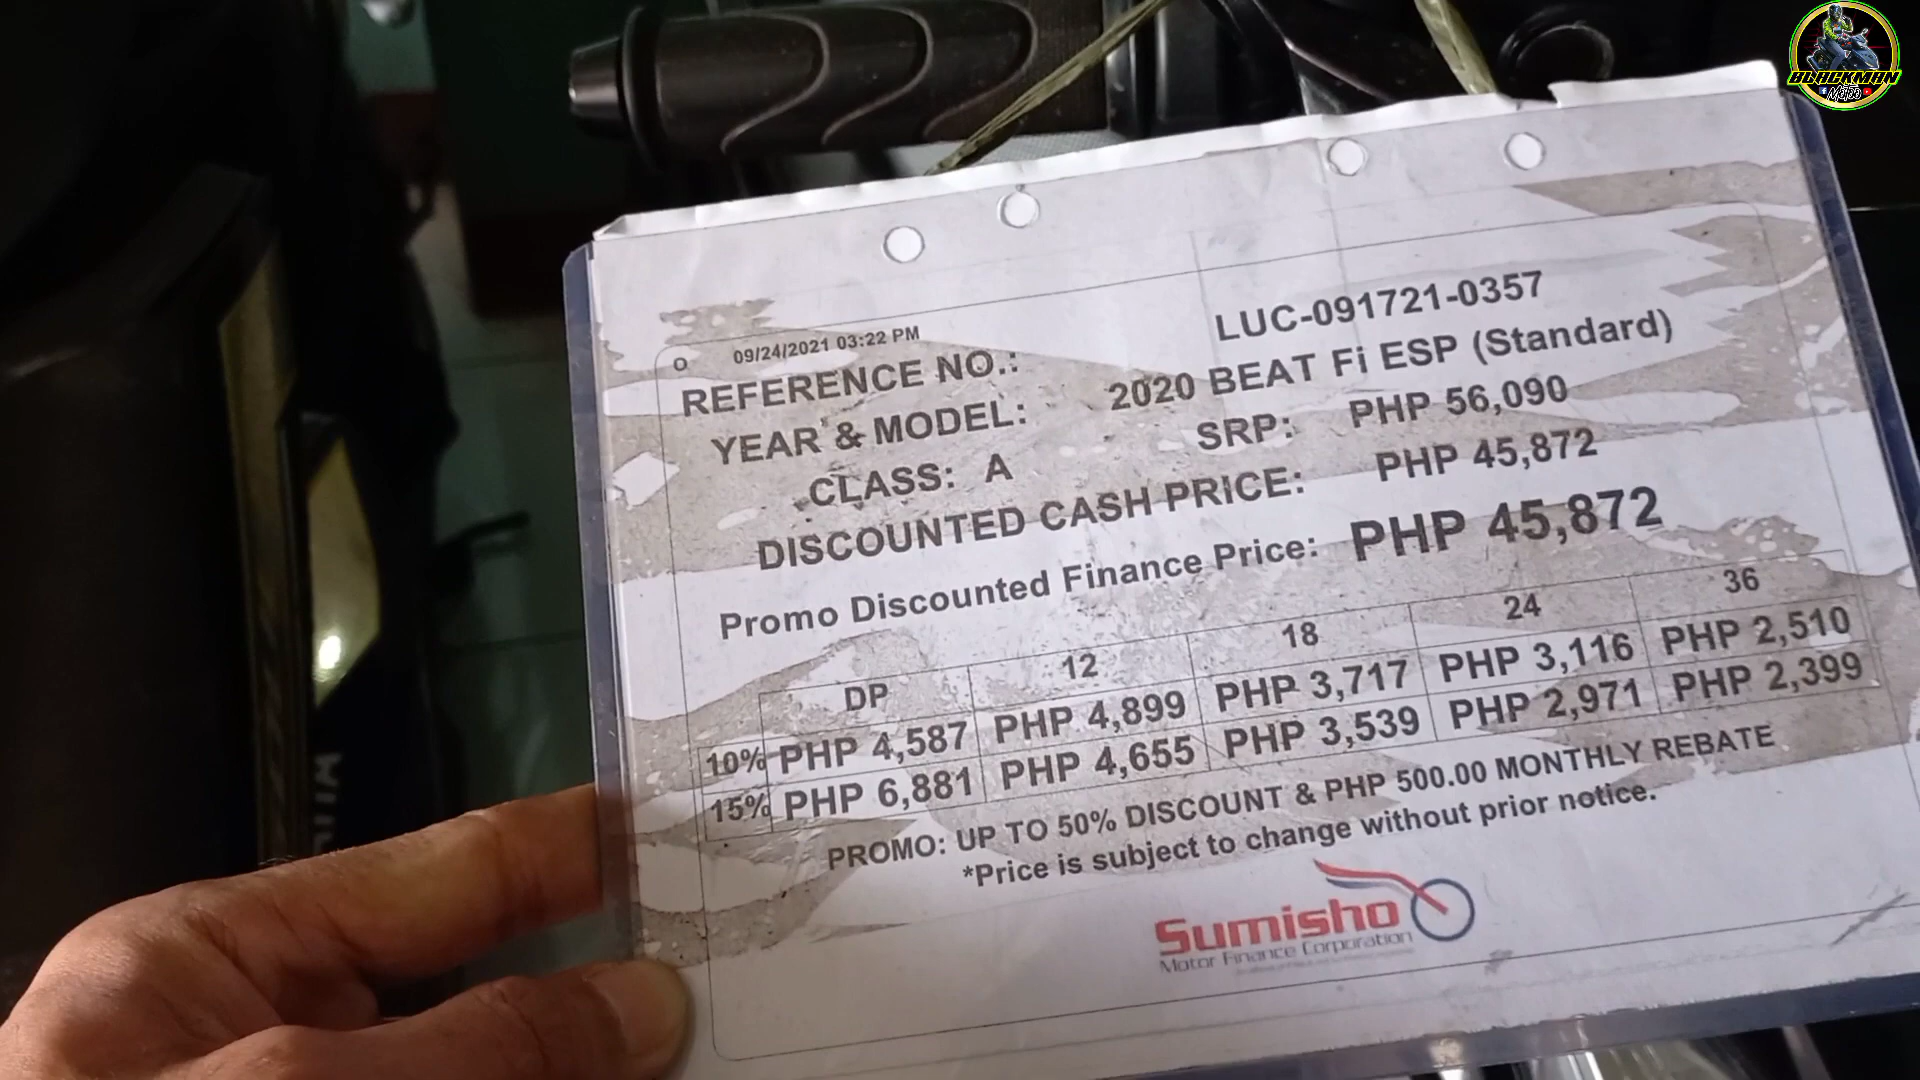 BLACKMAN
MoTOD
09/24/2021 03:22 PM
REFERENCE NO.: LUC-091721-0357
YEAR & MODEL: 2020 BEAT Fi ESP (Standard)
CLASS: A SRP: PHP 56,090
DISCOUNTED CASH PRICE: PHP 45,872
Promo Discounted Finance Price: PHP 45,872
DP 12 18 24 36
10% PHP 4,587 PHP 4,899 PHP 3,717 PHP 3,116 PHP 2,510
15% PHP 6,881 PHP 4,655 PHP 3,539 PHP 2,971 PHP 2,399
PROMO: UP TO 50% DISCOUNT & PHP 500.00 MONTHLY REBATE
*Price is subject to change without prior notice.
Sumisho
Motor Finance Corporation